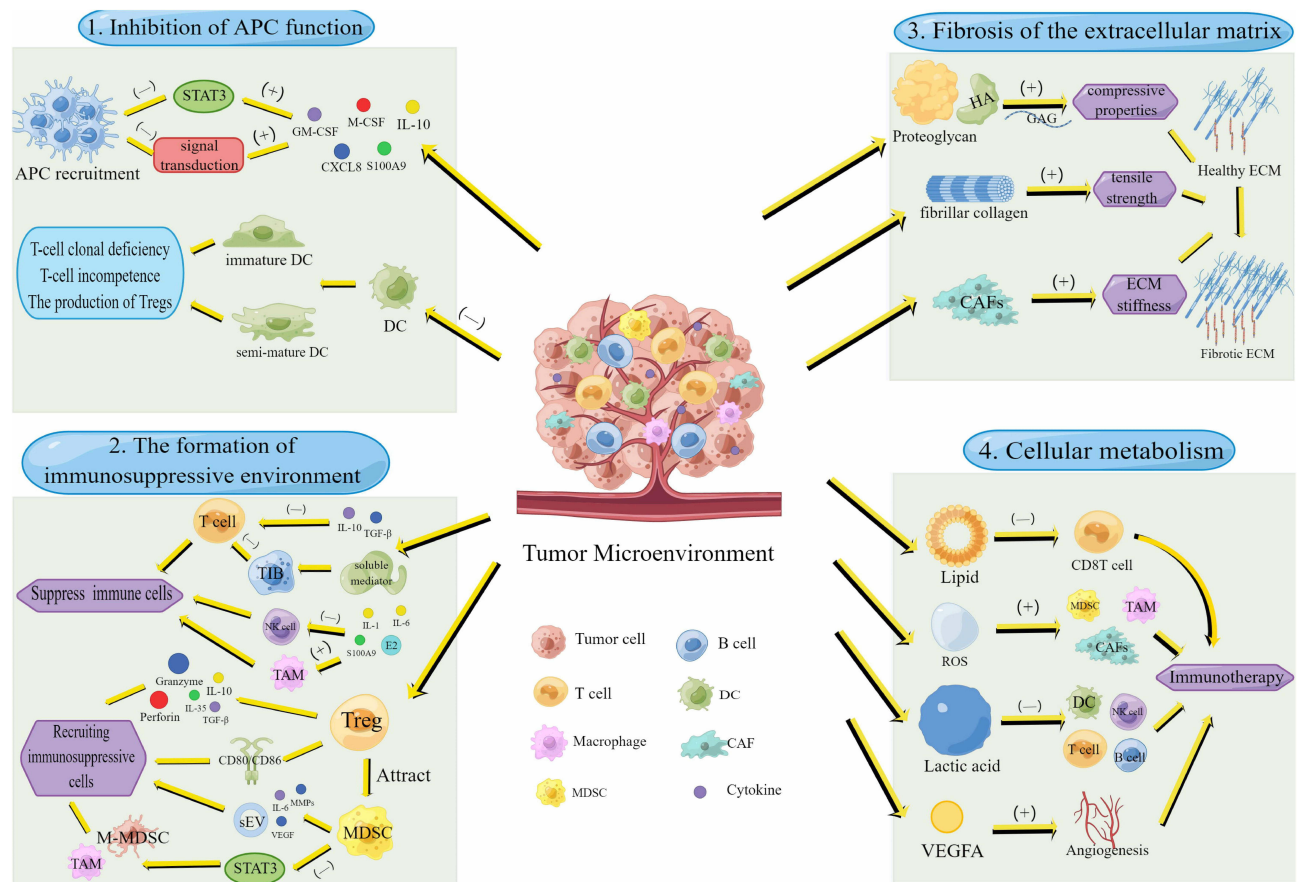 1. Inhibition of APC function
(—)
STAT3
(+)
GM-CSF
M-CSF
IL-10
(—)
signal
transduction
(+)
CXCL8
S100A9
APC recruitment
T-cell clonal deficiency
T-cell incompetence
The production of Tregs
immature DC
semi-mature DC
DC
(—)
2. The formation of
immunosuppressive environment
T cell
(—)
IL-10
TGF-β
(—)
TIB
soluble
mediator
Suppress immune cells
NK cell
(—)
IL-1
IL-6
S100A9
E2
(+)
TAM
Granzyme
IL-10
Perforin
IL-35
TGF-β
Treg
Recruiting
immunosuppressive
cells
CD80/CD86
Attract
sEV
IL-6
MMPs
VEGF
MDSC
M-MDSC
TAM
STAT3
(—)
Tumor Microenvironment
Tumor cell
B cell
T cell
DC
Macrophage
CAF
MDSC
Cytokine
3. Fibrosis of the extracellular matrix
Proteoglycan
HA
(+)
GAG
compressive
properties
Healthy ECM
fibrillar collagen
(+)
tensile
strength
CAFs
(+)
ECM
stiffness
Fibrotic ECM
4. Cellular metabolism
Lipid
(—)
CD8T cell
ROS
(+)
MDSC
TAM
CAFs
Immunotherapy
Lactic acid
(—)
DC
NK cell
T cell
B cell
VEGFA
(+)
Angiogenesis